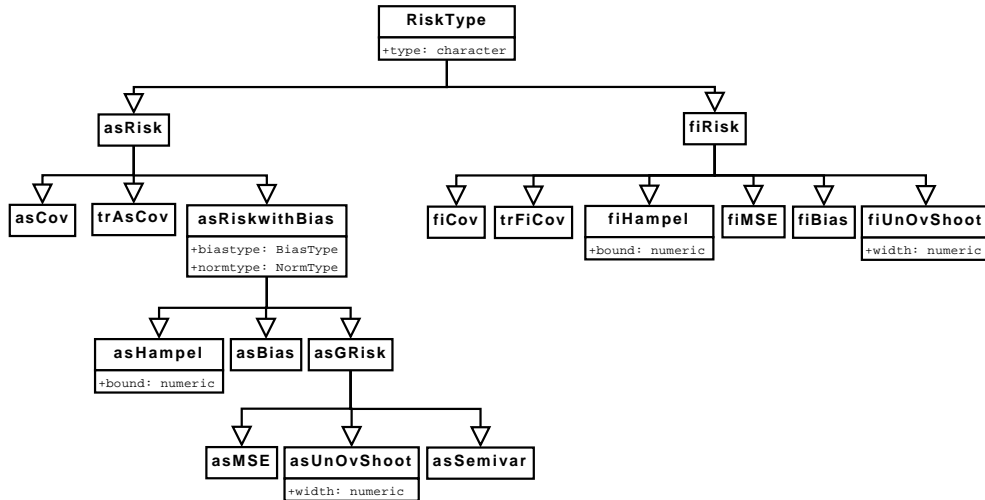 RiskType
+type: character
asRisk
fiRisk
asCov
trAsCov
asRiskwithBias
+biastype: BiasType
+normtype: NormType
fiCov
trFiCov
fiHampel
+bound: numeric
fiMSE
fiBias
fiUnOvShoot
+width: numeric
asHampel
+bound: numeric
asBias
asGRisk
asMSE
asUnOvShoot
+width: numeric
asSemivar